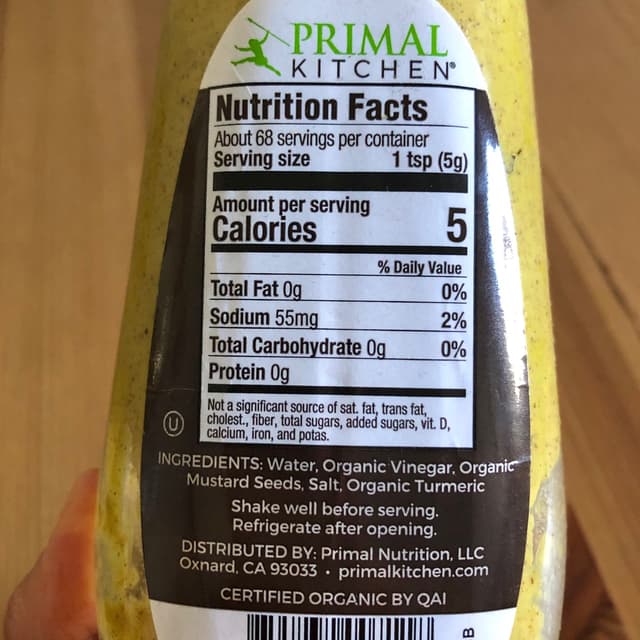 PRIMAL
KITCHEN®
Nutrition Facts
About 68 servings per container
Serving size 1 tsp (5g)
Amount per serving
Calories 5
% Daily Value
Total Fat 0g 0%
Sodium 55mg 2%
Total Carbohydrate 0g 0%
Protein 0g
Not a significant source of sat. fat, trans fat,
cholest., fiber, total sugars, added sugars, vit. D,
calcium, iron, and potas.
U
INGREDIENTS: Water, Organic Vinegar, Organic
Mustard Seeds, Salt, Organic Turmeric
Shake well before serving.
Refrigerate after opening.
DISTRIBUTED BY: Primal Nutrition, LLC
Oxnard, CA 93033 • primalkitchen.com
CERTIFIED ORGANIC BY QAI
B